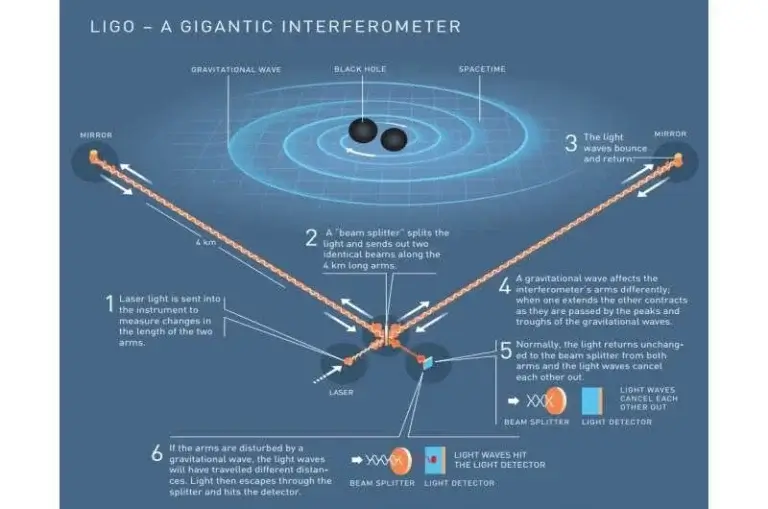 LIGO – A GIGANTIC INTERFEROMETER
GRAVITATIONAL WAVE
BLACK HOLE
SPACETIME
MIRROR
3 The light
waves bounce
and return.
MIRROR
4 km
2 A "beam splitter" splits the
light and sends out two
identical beams along the
4 km long arms.
1 Laser light is sent into
the instrument to
measure changes in
the length of the two
arms.
4 A gravitational wave affects the
interferometer's arms differently;
when one extends the other contracts
as they are passed by the peaks and
troughs of the gravitational waves.
5 Normally, the light returns unchang-
ed to the beam splitter from both
arms and the light waves cancel
each other out.
LASER
LIGHT WAVES
CANCEL EACH
OTHER OUT
BEAM SPLITTER
LIGHT DETECTOR
6 If the arms are disturbed by a
gravitational wave, the light waves
will have travelled different distan-
ces. Light then escapes through the
splitter and hits the detector.
LIGHT WAVES HIT
THE LIGHT DETECTOR
BEAM SPLITTER
LIGHT DETECTOR